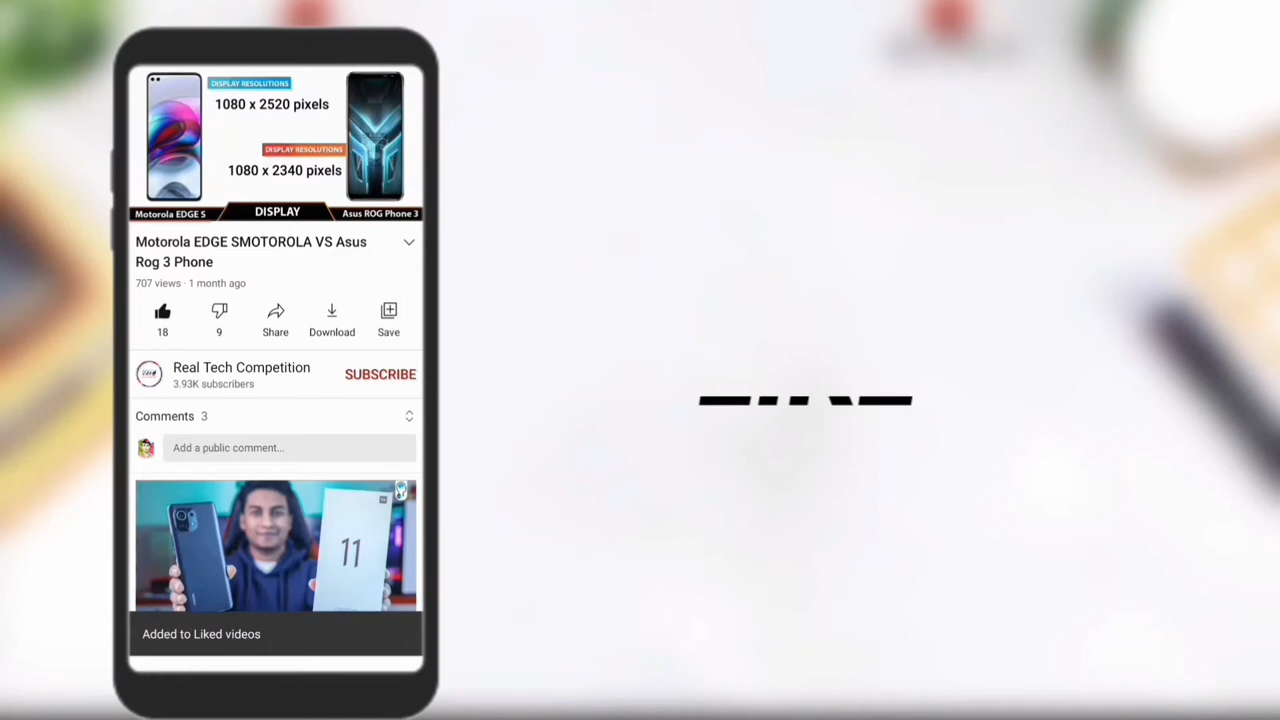 DISPLAY RESOLUTIONS
1080 x 2520 pixels
DISPLAY RESOLUTIONS
1080 x 2340 pixels
Motorola EDGE S
DISPLAY
Asus ROG Phone 3
Motorola EDGE SMOTOROLA VS Asus
Rog 3 Phone
707 views · 1 month ago
18
9
Share
Download
Save
Real Tech Competition
3.93K subscribers
SUBSCRIBE
Comments 3
Add a public comment...
11
Added to Liked videos